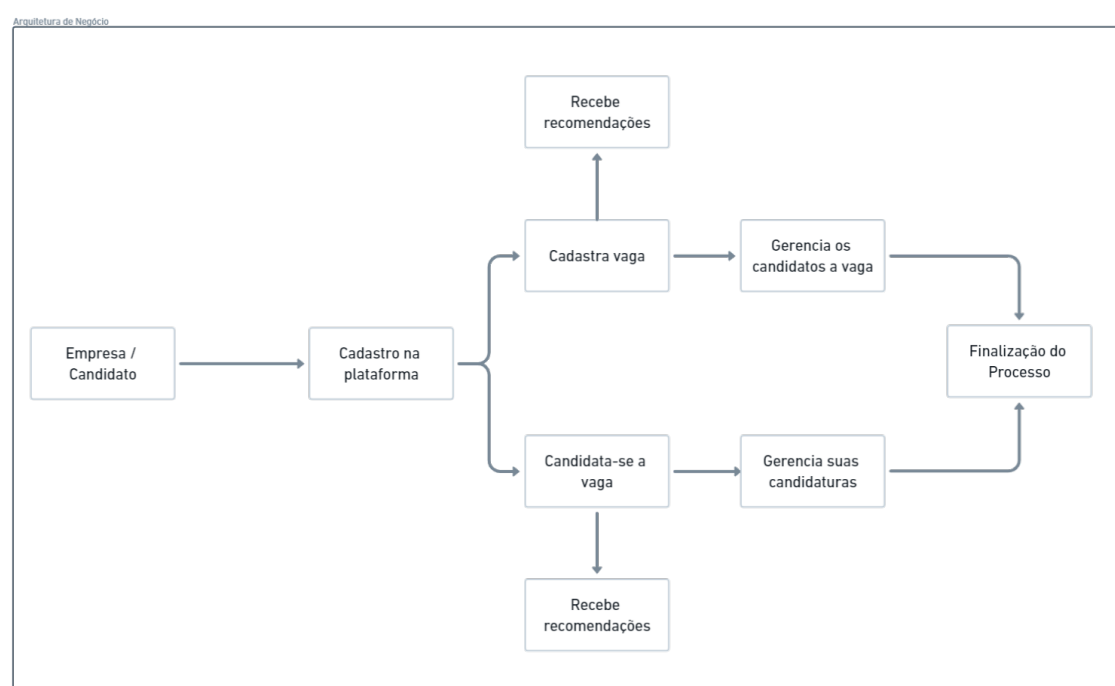 Arquitetura de Negócio
Recebe
recomendações
Cadastra vaga
Gerencia os
candidatos a vaga
Empresa /
Candidato
Cadastro na
plataforma
Finalização do
Processo
Candidata-se a
vaga
Gerencia suas
candidaturas
Recebe
recomendações